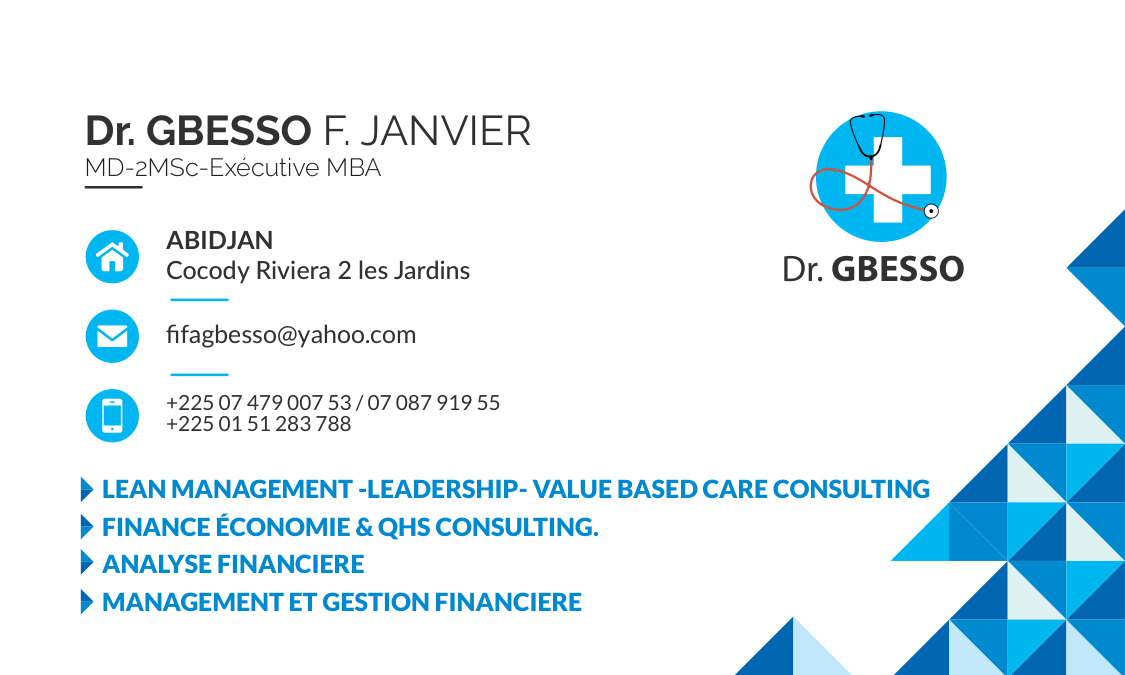 Dr. GBESSO F. JANVIER
MD-2MSc-Exécutive MBA
Dr. GBESSO
ABIDJAN
Cocody Riviera 2 les Jardins
fifagbesso@yahoo.com
+225 07 479 007 53 / 07 087 919 55
+225 01 51 283 788
LEAN MANAGEMENT -LEADERSHIP- VALUE BASED CARE CONSULTING
FINANCE ÉCONOMIE & QHS CONSULTING.
ANALYSE FINANCIERE
MANAGEMENT ET GESTION FINANCIERE